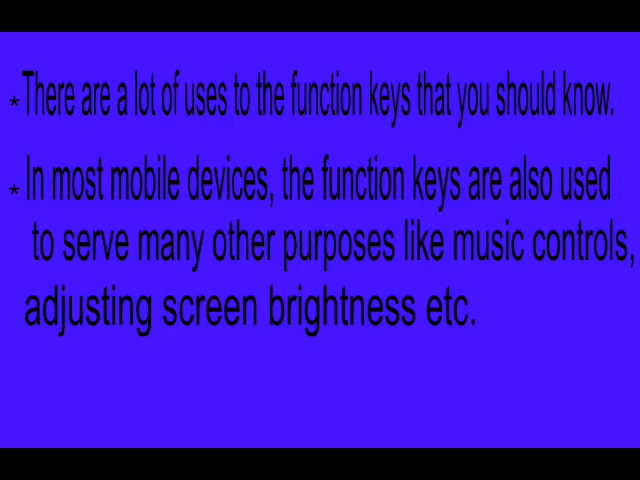 *There are a lot of uses to the function keys that you should know.
* In most mobile devices, the function keys are also used
to serve many other purposes like music controls,
adjusting screen brightness etc.